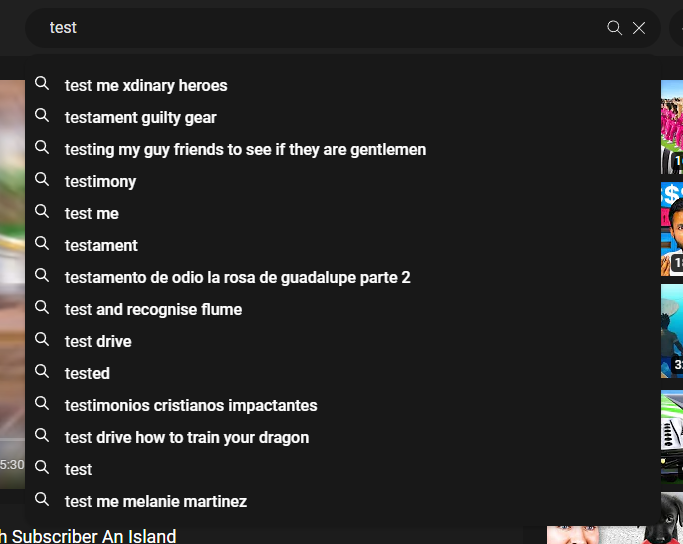 test
test me xdinary heroes
testament guilty gear
testing my guy friends to see if they are gentlemen
testimony
test me
testament
testamento de odio la rosa de guadalupe parte 2
test and recognise flume
test drive
tested
testimonios cristianos impactantes
test drive how to train your dragon
test
test me melanie martinez
5:30
h Subscriber An Island